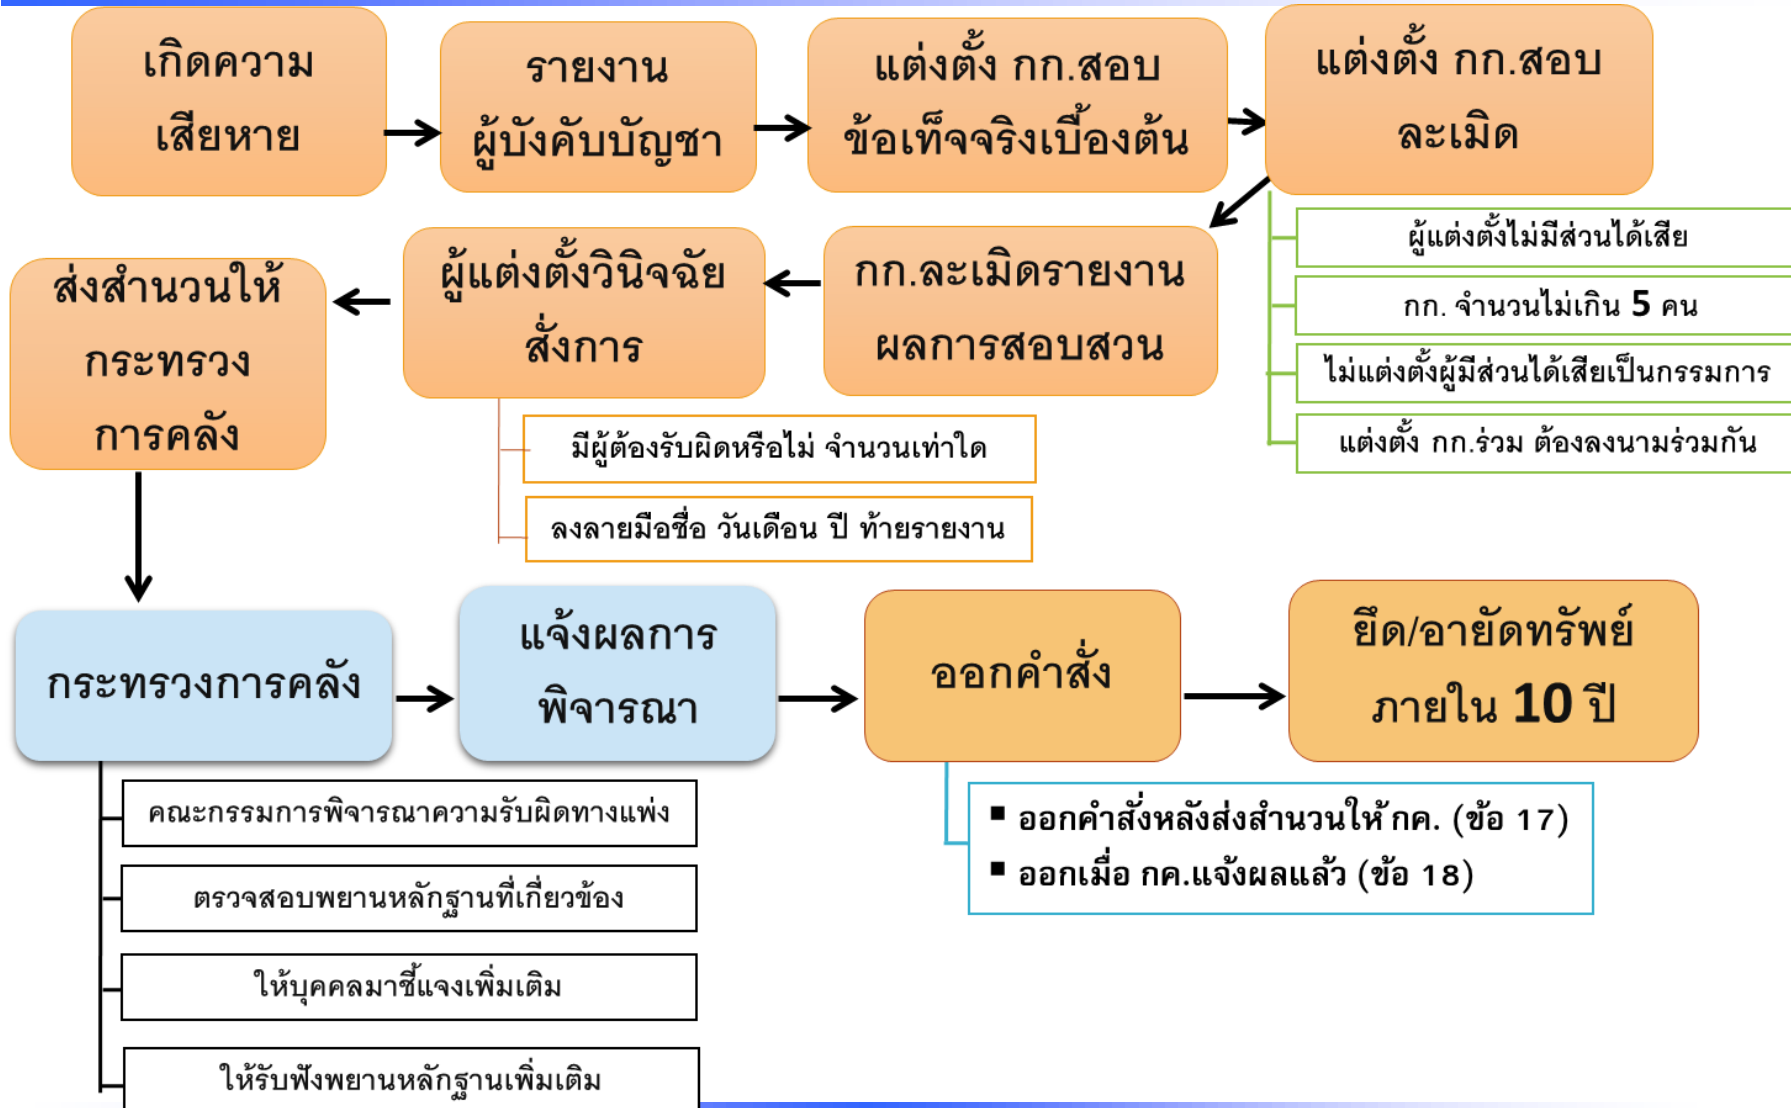 เกิดความ
เสียหาย
รายงาน
ผู้บังคับบัญชา
แต่งตั้ง กก.สอบ
ข้อเท็จจริงเบื้องต้น
แต่งตั้ง กก.สอบ
ละเมิด
ผู้แต่งตั้งไม่มีส่วนได้เสีย
กก. จำนวนไม่เกิน 5 คน
ไม่แต่งตั้งผู้มีส่วนได้เสียเป็นกรรมการ
แต่งตั้ง กก.ร่วม ต้องลงนามร่วมกัน
กก.ละเมิดรายงาน
ผลการสอบสวน
ผู้แต่งตั้งวินิจฉัย
สั่งการ
มีผู้ต้องรับผิดหรือไม่ จำนวนเท่าใด
ลงลายมือชื่อ วันเดือน ปี ท้ายรายงาน
ส่งสำนวนให้
กระทรวง
การคลัง
กระทรวงการคลัง
คณะกรรมการพิจารณาความรับผิดทางแพ่ง
ตรวจสอบพยานหลักฐานที่เกี่ยวข้อง
ให้บุคคลมาชี้แจงเพิ่มเติม
ให้รับฟังพยานหลักฐานเพิ่มเติม
แจ้งผลการ
พิจารณา
ออกคำสั่ง
▪ ออกคำสั่งหลังส่งสำนวนให้ กค. (ข้อ 17)
▪ ออกเมื่อ กค.แจ้งผลแล้ว (ข้อ 18)
ยึด/อายัดทรัพย์
ภายใน 10 ปี